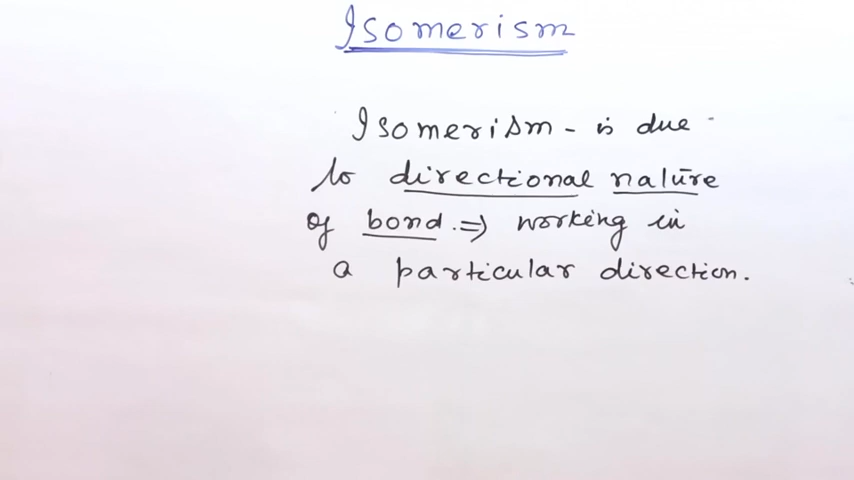 Isomerism
Isomerism - is due
to directional nature
of bond. ⇒ working in
a particular direction.